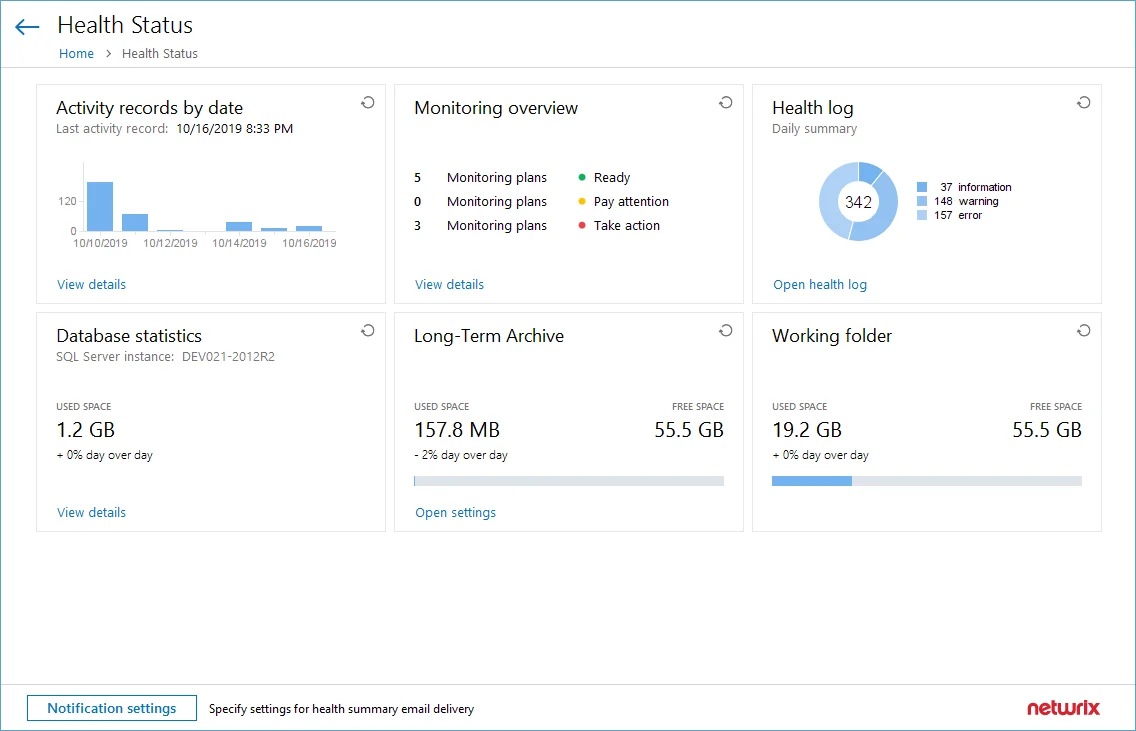 Health Status
Home > Health Status
Activity records by date
Last activity record: 10/16/2019 8:33 PM
120
0
10/10/2019 10/12/2019 10/14/2019 10/16/2019
View details
Monitoring overview
5 Monitoring plans Ready
0 Monitoring plans Pay attention
3 Monitoring plans Take action
View details
Health log
Daily summary
342
37 information
148 warning
157 error
Open health log
Database statistics
SQL Server instance: DEV021-2012R2
USED SPACE
1.2 GB
+ 0% day over day
View details
Long-Term Archive
USED SPACE FREE SPACE
157.8 MB 55.5 GB
- 2% day over day
Open settings
Working folder
USED SPACE FREE SPACE
19.2 GB 55.5 GB
+ 0% day over day
Notification settings Specify settings for health summary email delivery
netwrix